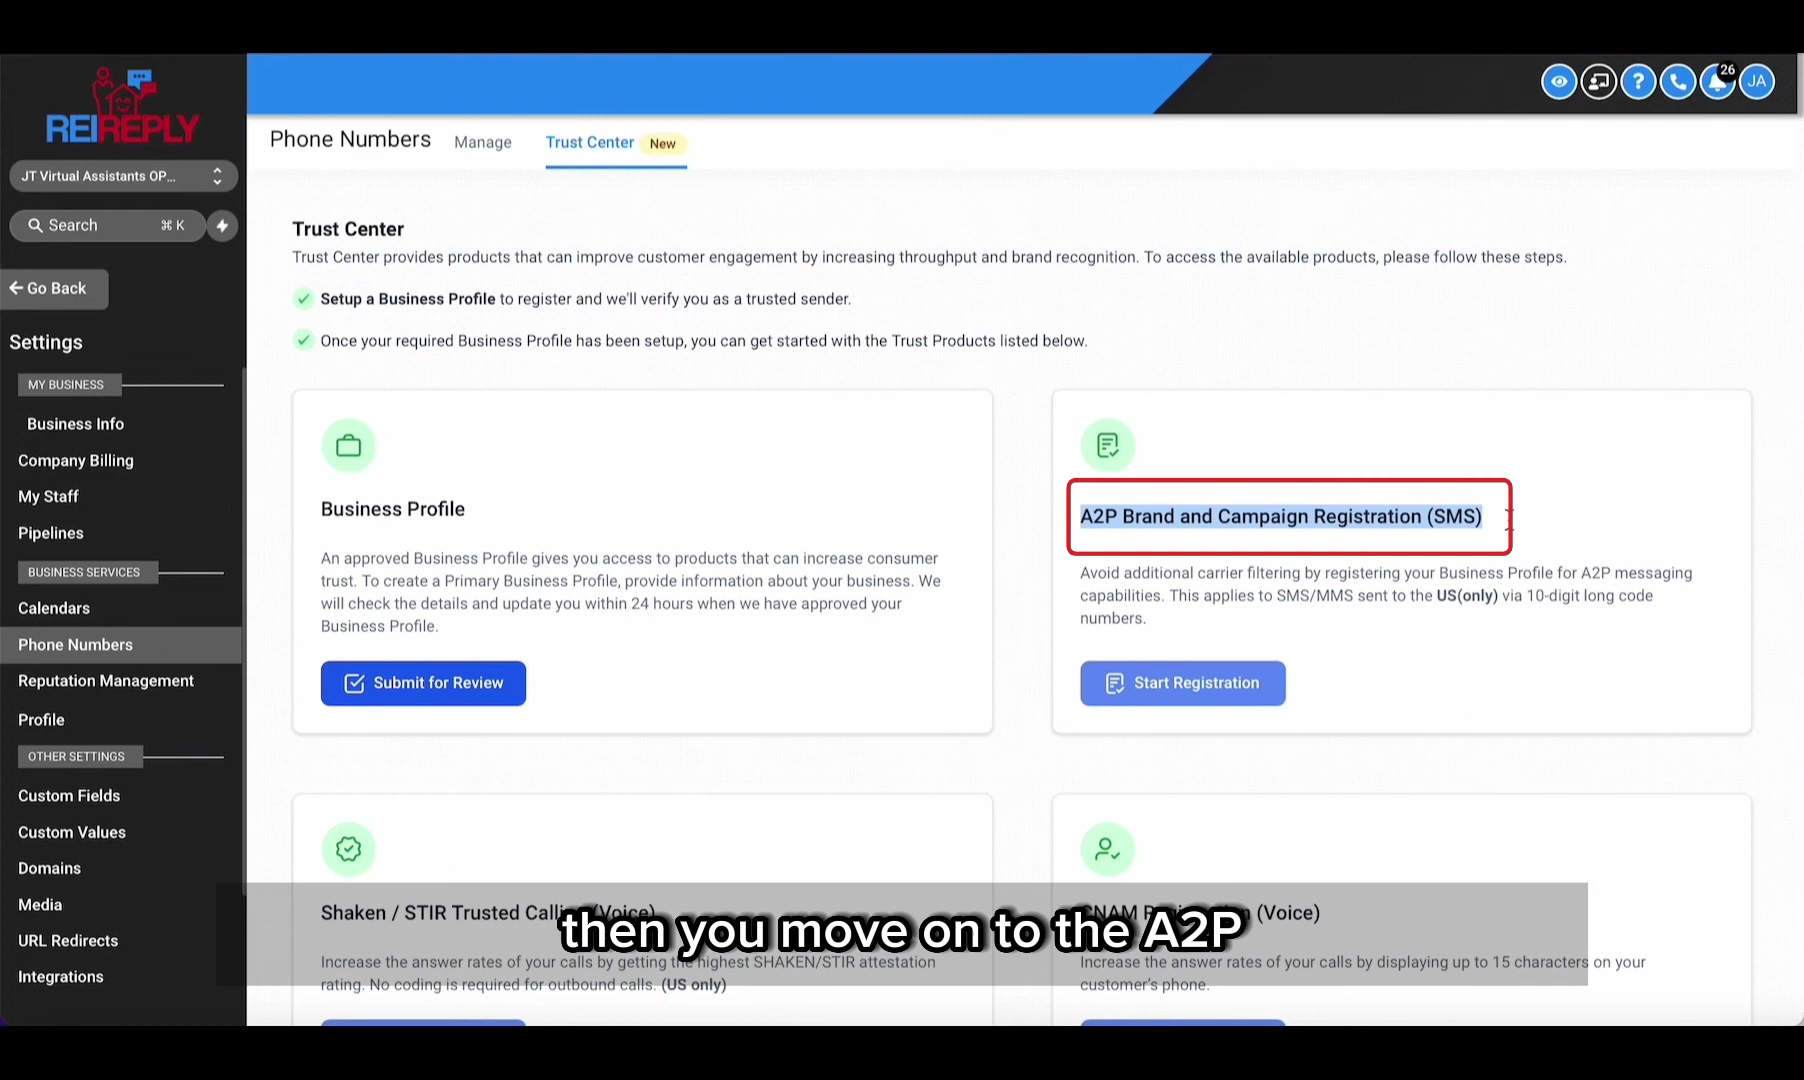 26
JA
REIREPLY
Phone Numbers
Manage
Trust Center
New
JT Virtual Assistants OP...
Search
⌘ K
Go Back
Settings
MY BUSINESS
Business Info
Company Billing
My Staff
Pipelines
BUSINESS SERVICES
Calendars
Phone Numbers
Reputation Management
Profile
OTHER SETTINGS
Custom Fields
Custom Values
Domains
Media
URL Redirects
Integrations
Trust Center
Trust Center provides products that can improve customer engagement by increasing throughput and brand recognition. To access the available products, please follow these steps.
Setup a Business Profile to register and we'll verify you as a trusted sender.
Once your required Business Profile has been setup, you can get started with the Trust Products listed below.
Business Profile
An approved Business Profile gives you access to products that can increase consumer
trust. To create a Primary Business Profile, provide information about your business. We
will check the details and update you within 24 hours when we have approved your
Business Profile.
Submit for Review
A2P Brand and Campaign Registration (SMS)
Avoid additional carrier filtering by registering your Business Profile for A2P messaging
capabilities. This applies to SMS/MMS sent to the US(only) via 10-digit long code
numbers.
Start Registration
Shaken / STIR Trusted Calling (Voice)
Increase the answer rates of your calls by getting the highest SHAKEN/STIR attestation
rating. No coding is required for outbound calls. (US only)
CNAM (Voice)
Increase the answer rates of your calls by displaying up to 15 characters on your
customer's phone.
then you move on to the A2P